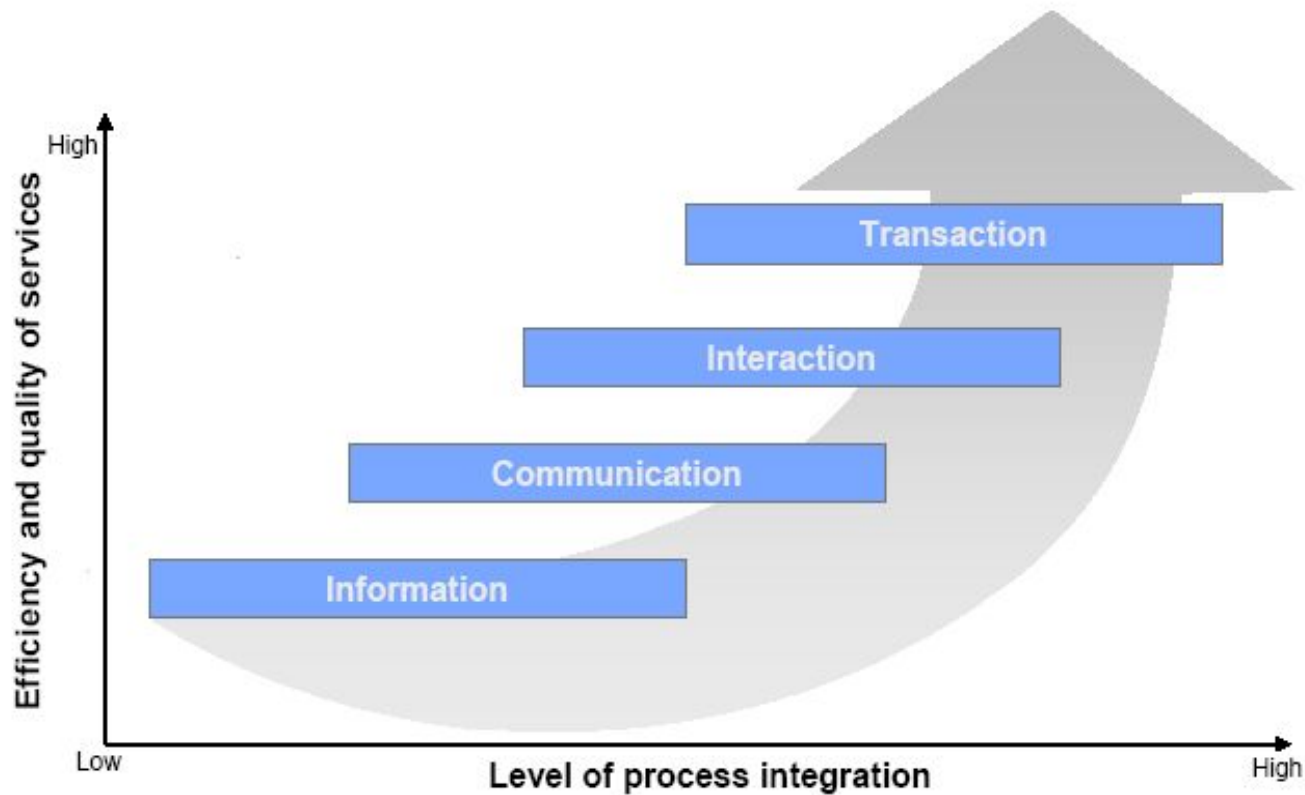 High
Efficiency and quality of services
Transaction
Interaction
Communication
Information
Low
Level of process integration
High